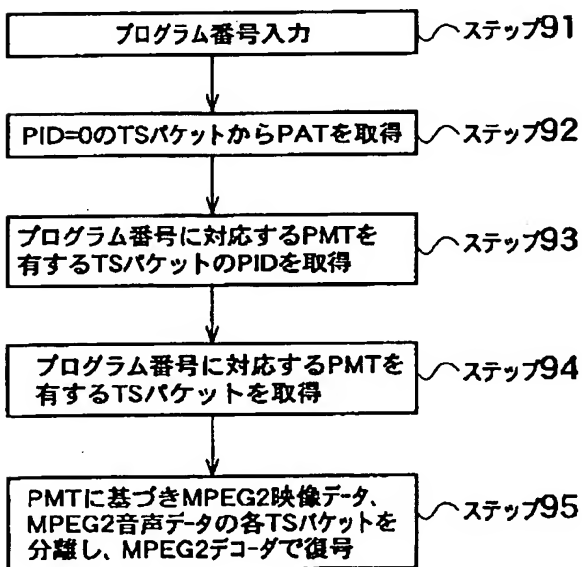 プログラム番号入力
ステップ91
PID=0のTSパケットからPATを取得
ステップ92
プログラム番号に対応するPMTを
有するTSパケットのPIDを取得
ステップ93
プログラム番号に対応するPMTを
有するTSパケットを取得
ステップ94
PMTに基づきMPEG2映像データ、
MPEG2音声データの各TSパケットを
分離し、MPEG2デコーダで復号
ステップ95